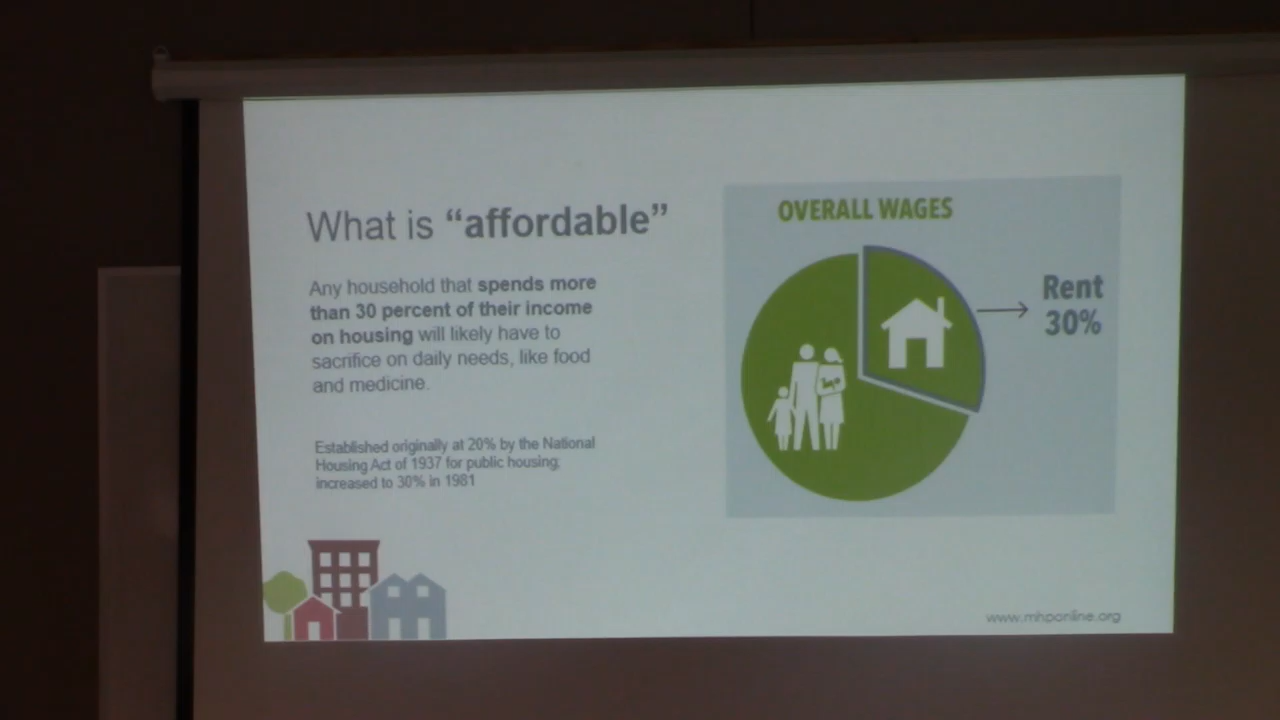 What is “affordable”
Any household that spends more
than 30 percent of their income
on housing will likely have to
sacrifice on daily needs, like food
and medicine.
Established originally at 20% by the National
Housing Act of 1937 for public housing;
increased to 30% in 1981
OVERALL WAGES
Rent
30%
www.mhponline.org